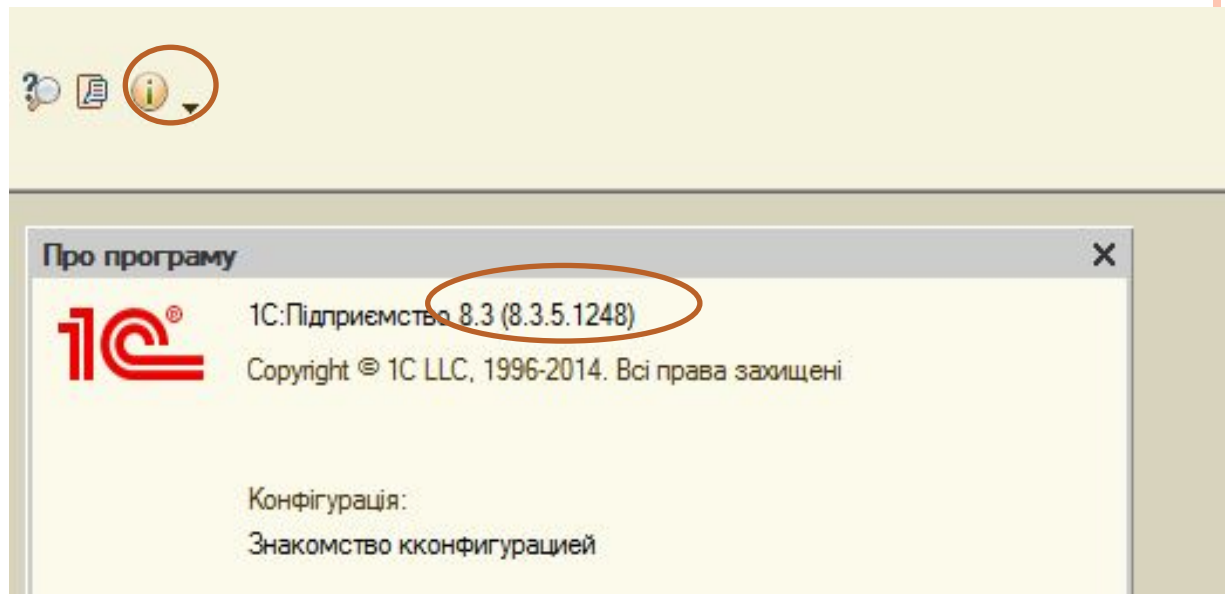 Про програму
1С:Підприємство 8.3 (8.3.5.1248)
1С®
Copyright © 1C LLC, 1996-2014. Всі права захищені
Конфігурація:
Знакомство кконфигурацией